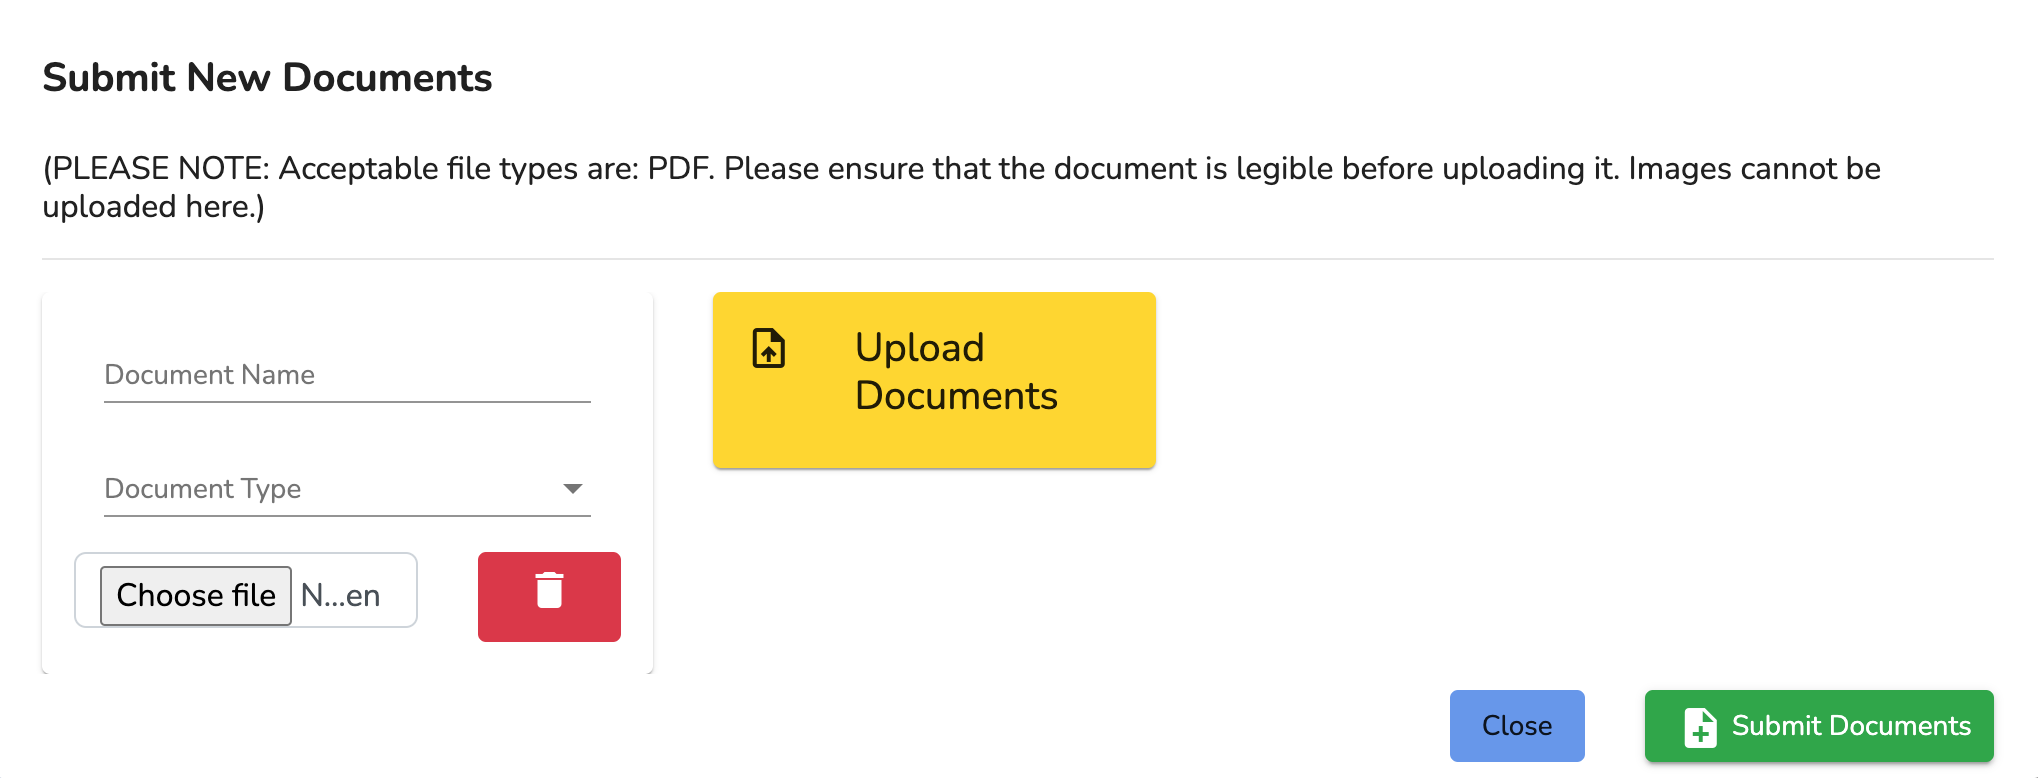 Submit New Documents
(PLEASE NOTE: Acceptable file types are: PDF. Please ensure that the document is legible before uploading it. Images cannot be
uploaded here.)
Document Name
Document Type
Choose file N...en
Upload
Documents
Close
Submit Documents